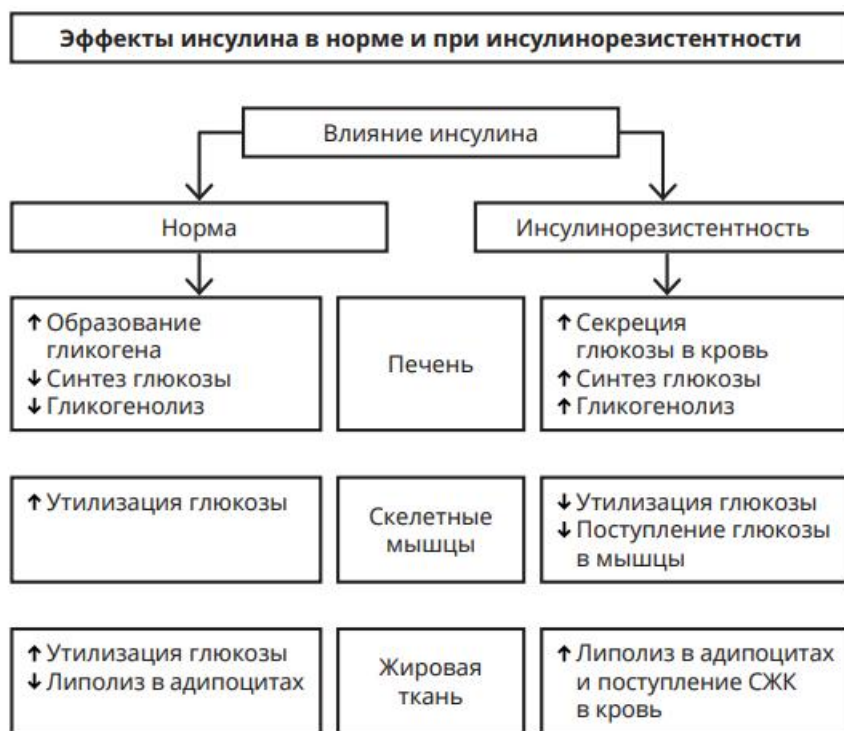 Эффекты инсулина в норме и при инсулинорезистентности
Влияние инсулина
Норма
Инсулинорезистентность
↑ Образование
гликогена
↓ Синтез глюкозы
↓ Гликогенолиз
Печень
↑ Секреция
глюкозы в кровь
↑ Синтез глюкозы
↑ Гликогенолиз
↑ Утилизация глюкозы
Скелетные
мышцы
↓ Утилизация глюкозы
↓ Поступление глюкозы
в мышцы
↑ Утилизация глюкозы
↓ Липолиз в адипоцитах
Жировая
ткань
↑ Липолиз в адипоцитах
и поступление СЖК
в кровь